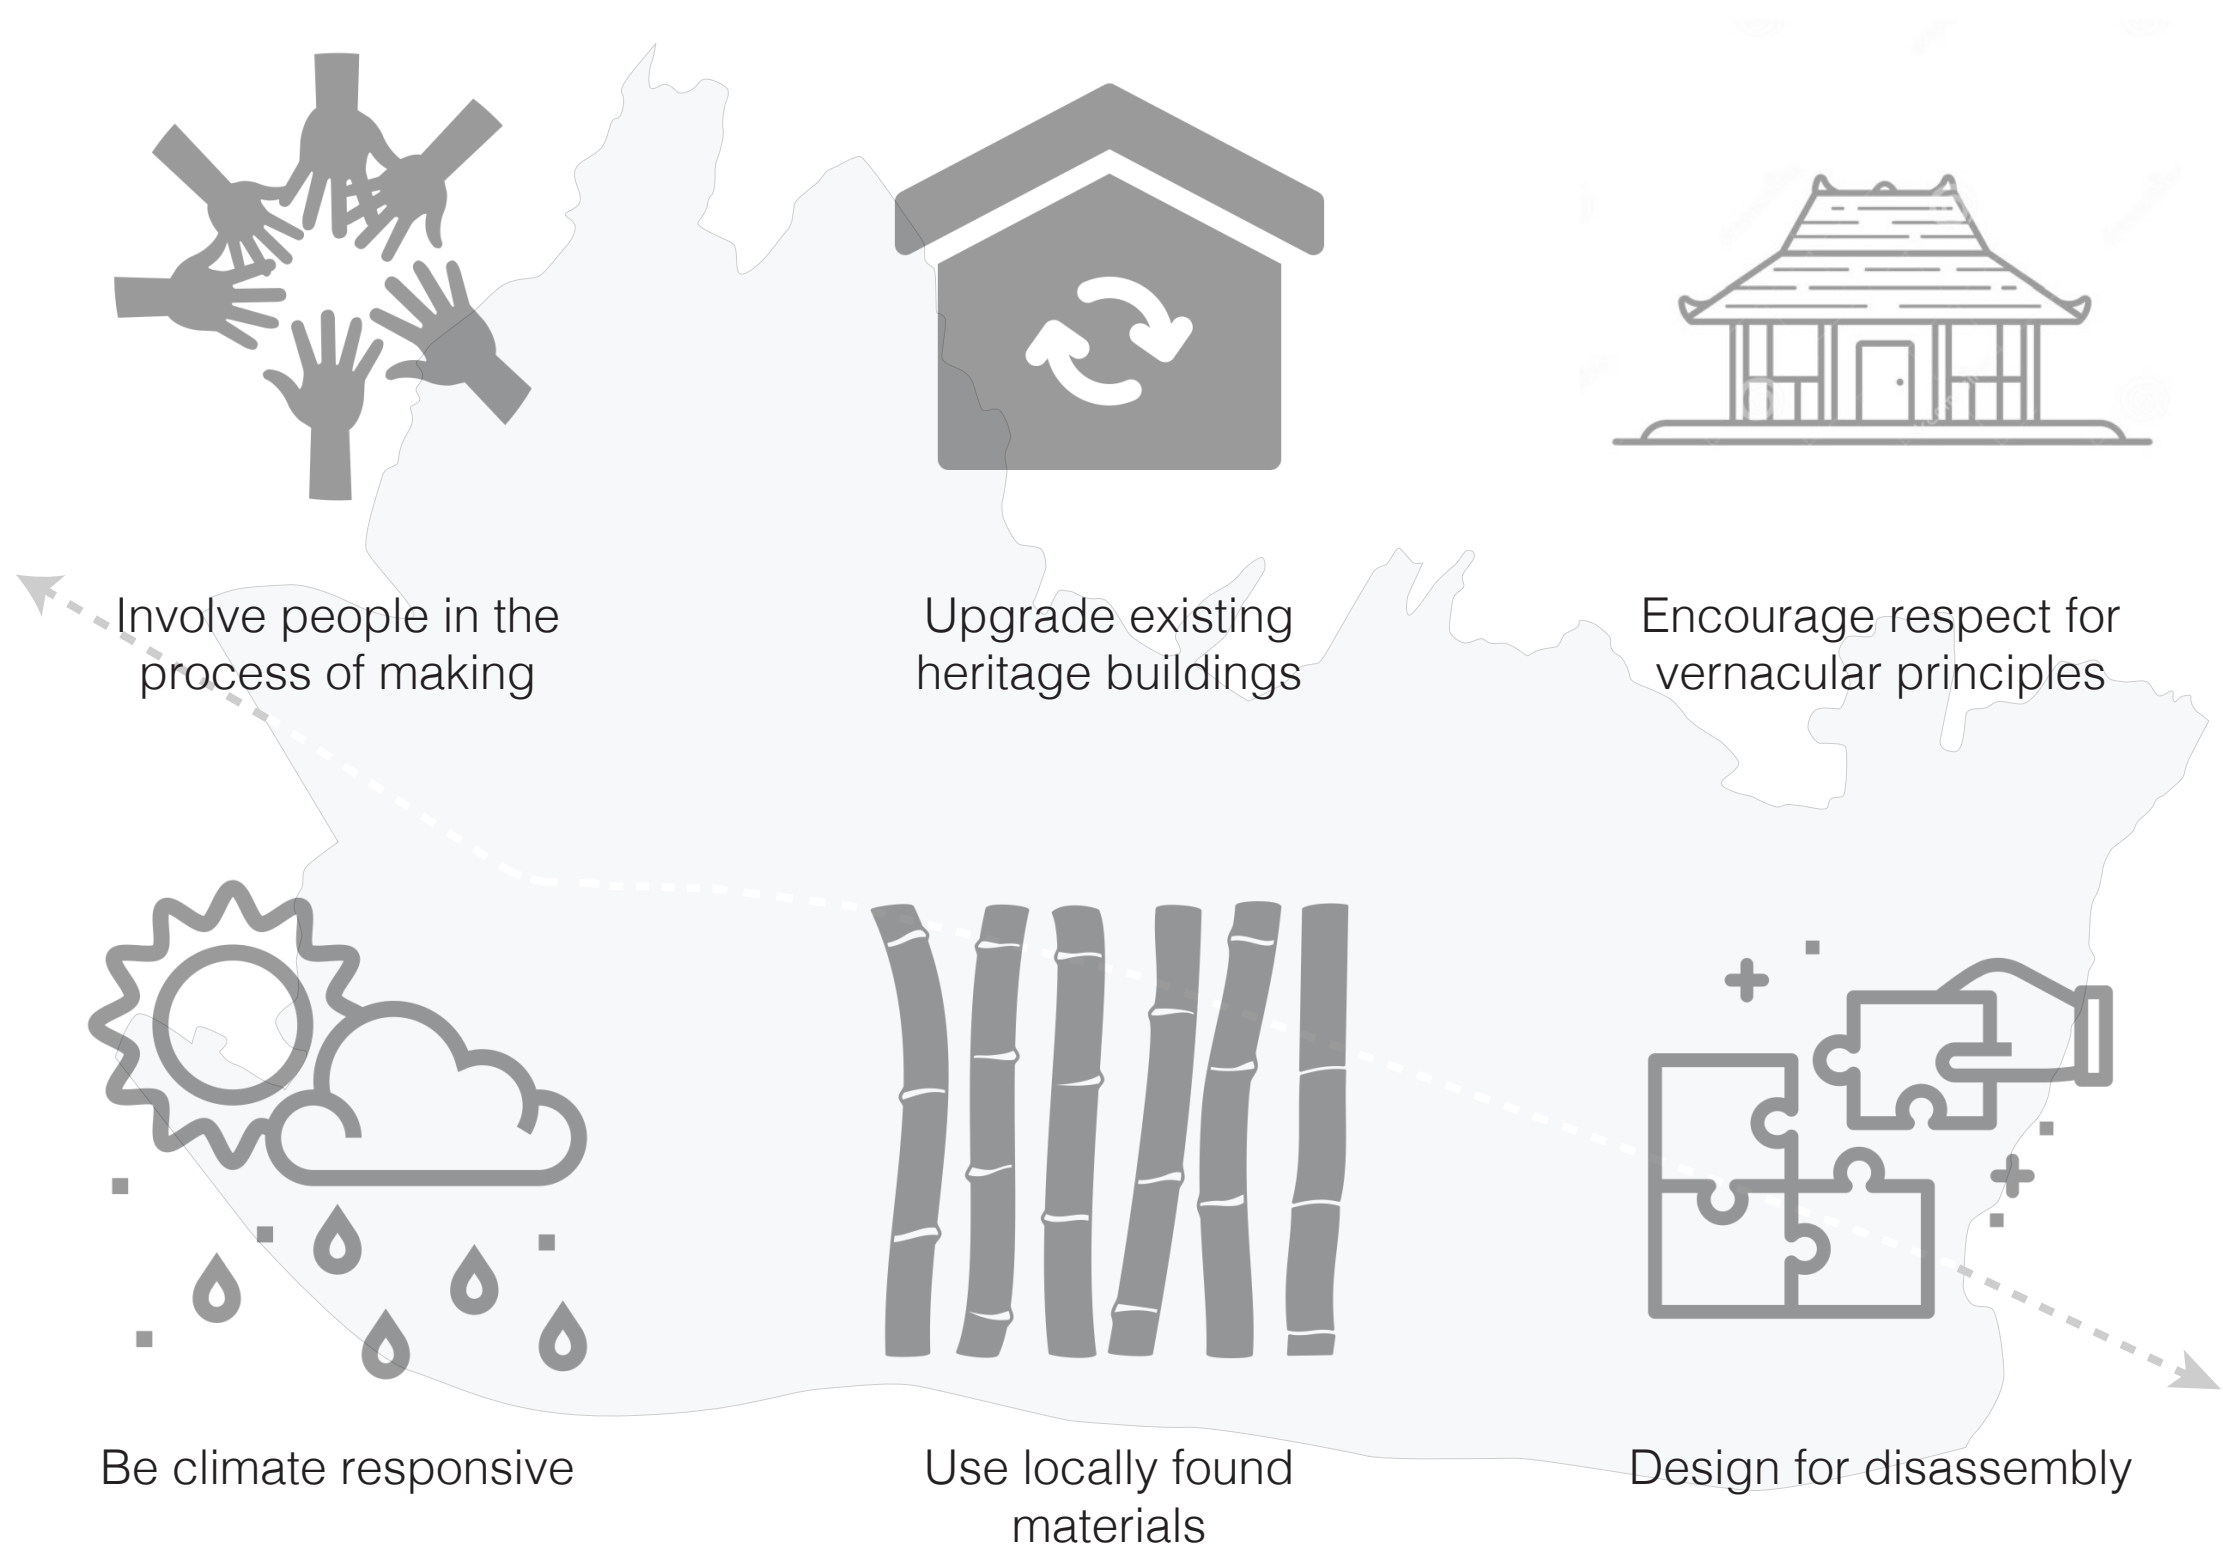 Involve people in the
process of making
Upgrade existing
heritage buildings
Encourage respect for
vernacular principles
Be climate responsive
Use locally found
materials
Design for disassembly